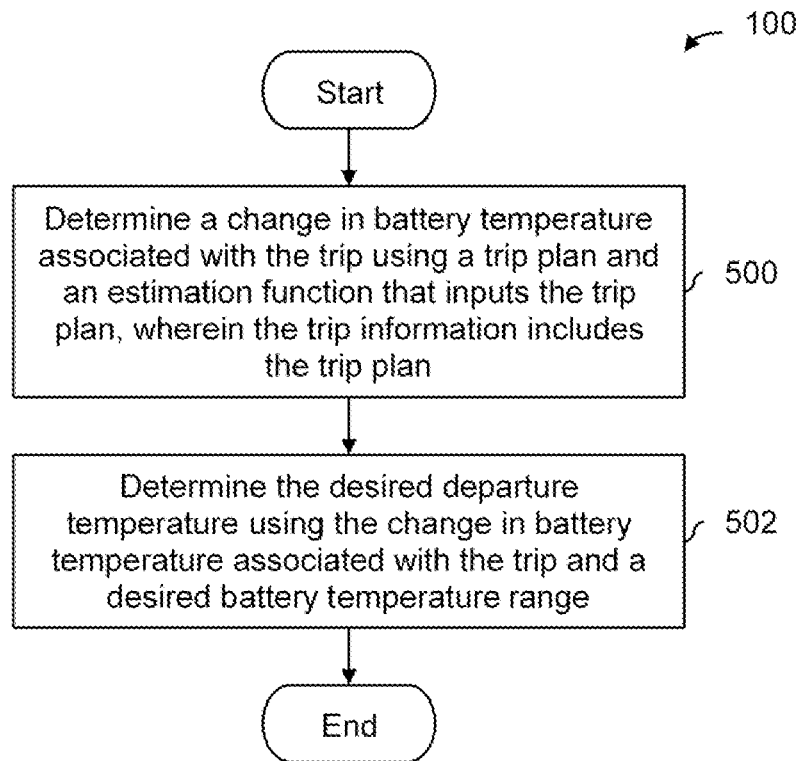 100
Start
Determine a change in battery temperature
associated with the trip using a trip plan and
an estimation function that inputs the trip
plan, wherein the trip information includes
the trip plan
500
Determine the desired departure
temperature using the change in battery
temperature associated with the trip and a
desired battery temperature range
502
End